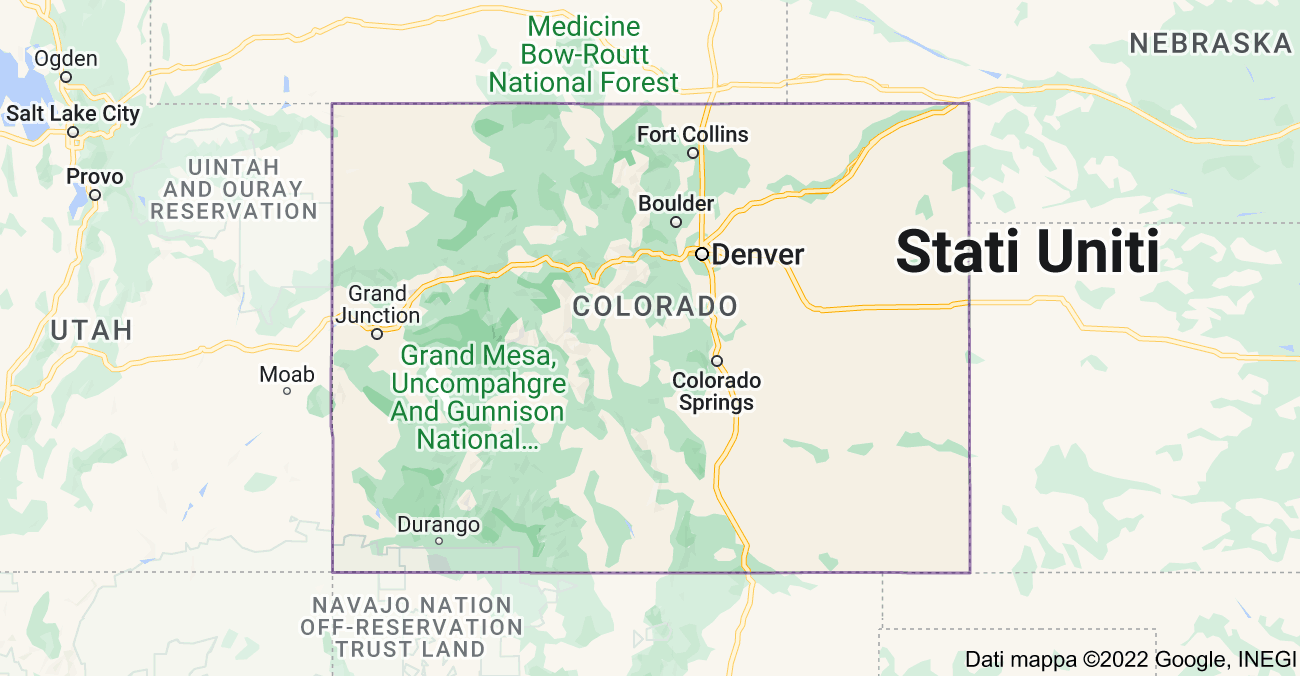 Medicine
Bow-Routt
National Forest
NEBRASKA
Ogden
Salt Lake City
Fort Collins
UINTAH
AND OURAY
RESERVATION
Provo
Boulder
Denver
Stati Uniti
Grand
Junction
COLORADO
UTAH
Grand Mesa,
Uncompahgre
And Gunnison
National...
Moab
Colorado
Springs
Durango
NAVAJO NATION
OFF-RESERVATION
TRUST LAND
Dati mappa ©2022 Google, INEGI